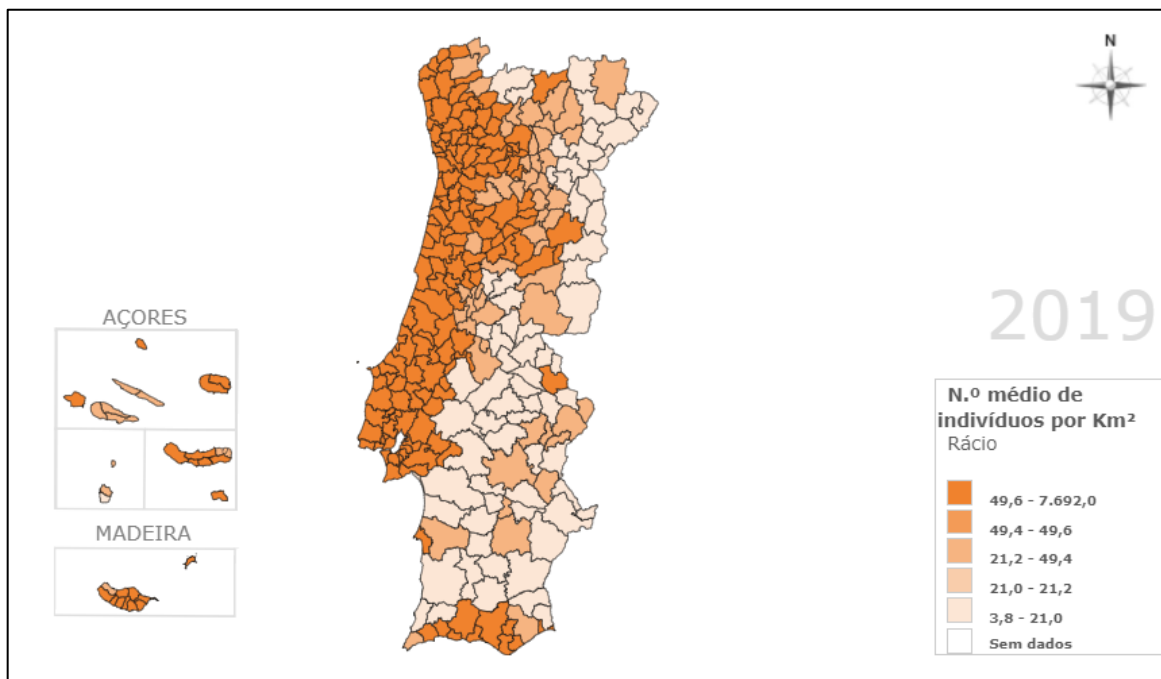 N
AÇORES
MADEIRA
2019
N.º médio de
indivíduos por Km²
Rácio
49,6 - 7.692,0
49,4 - 49,6
21,2 - 49,4
21,0 - 21,2
3,8 - 21,0
Sem dados